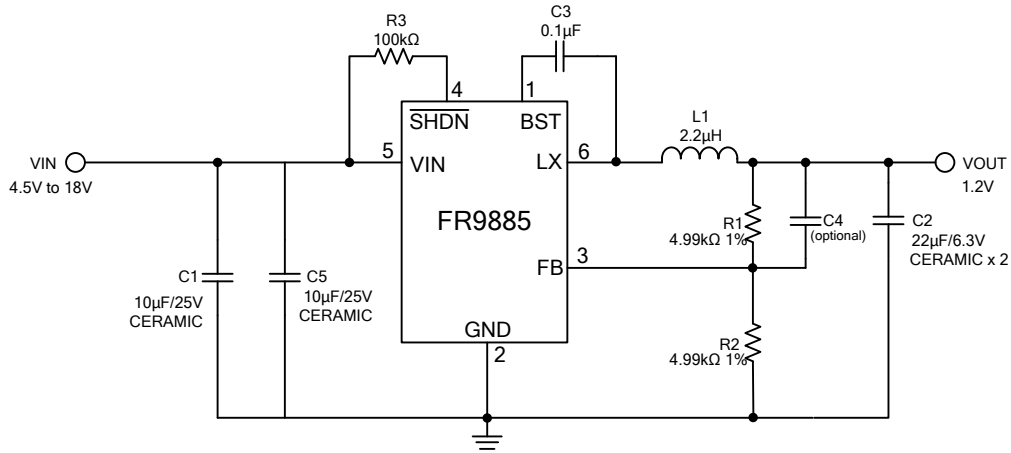 C3
0.1µF
R3
100kΩ
4
1
SHDN
BST
L1
2.2µH
VIN
4.5V to 18V
5
VIN
LX
6
VOUT
1.2V
FR9885
R1
4.99kΩ 1%
C4
(optional)
C2
22µF/6.3V
CERAMIC x 2
FB
3
C1
10µF/25V
CERAMIC
C5
10µF/25V
CERAMIC
GND
2
R2
4.99kΩ 1%